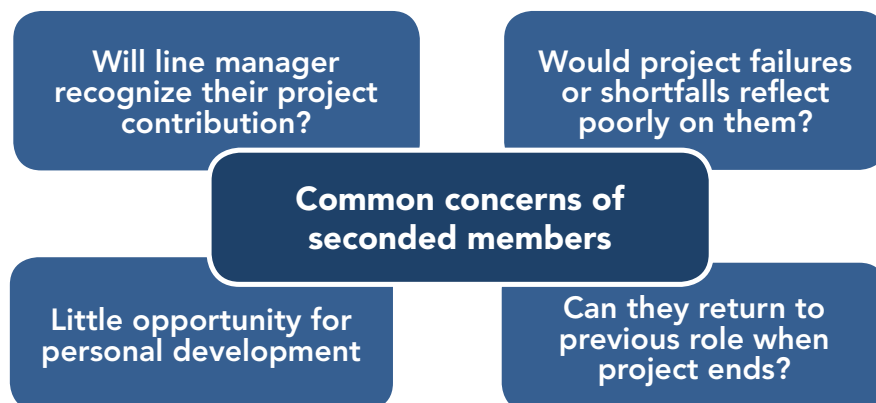 Will line manager
recognize their project
contribution?
Would project failures
or shortfalls reflect
poorly on them?
Common concerns of
seconded members
Little opportunity for
personal development
Can they return to
previous role when
project ends?